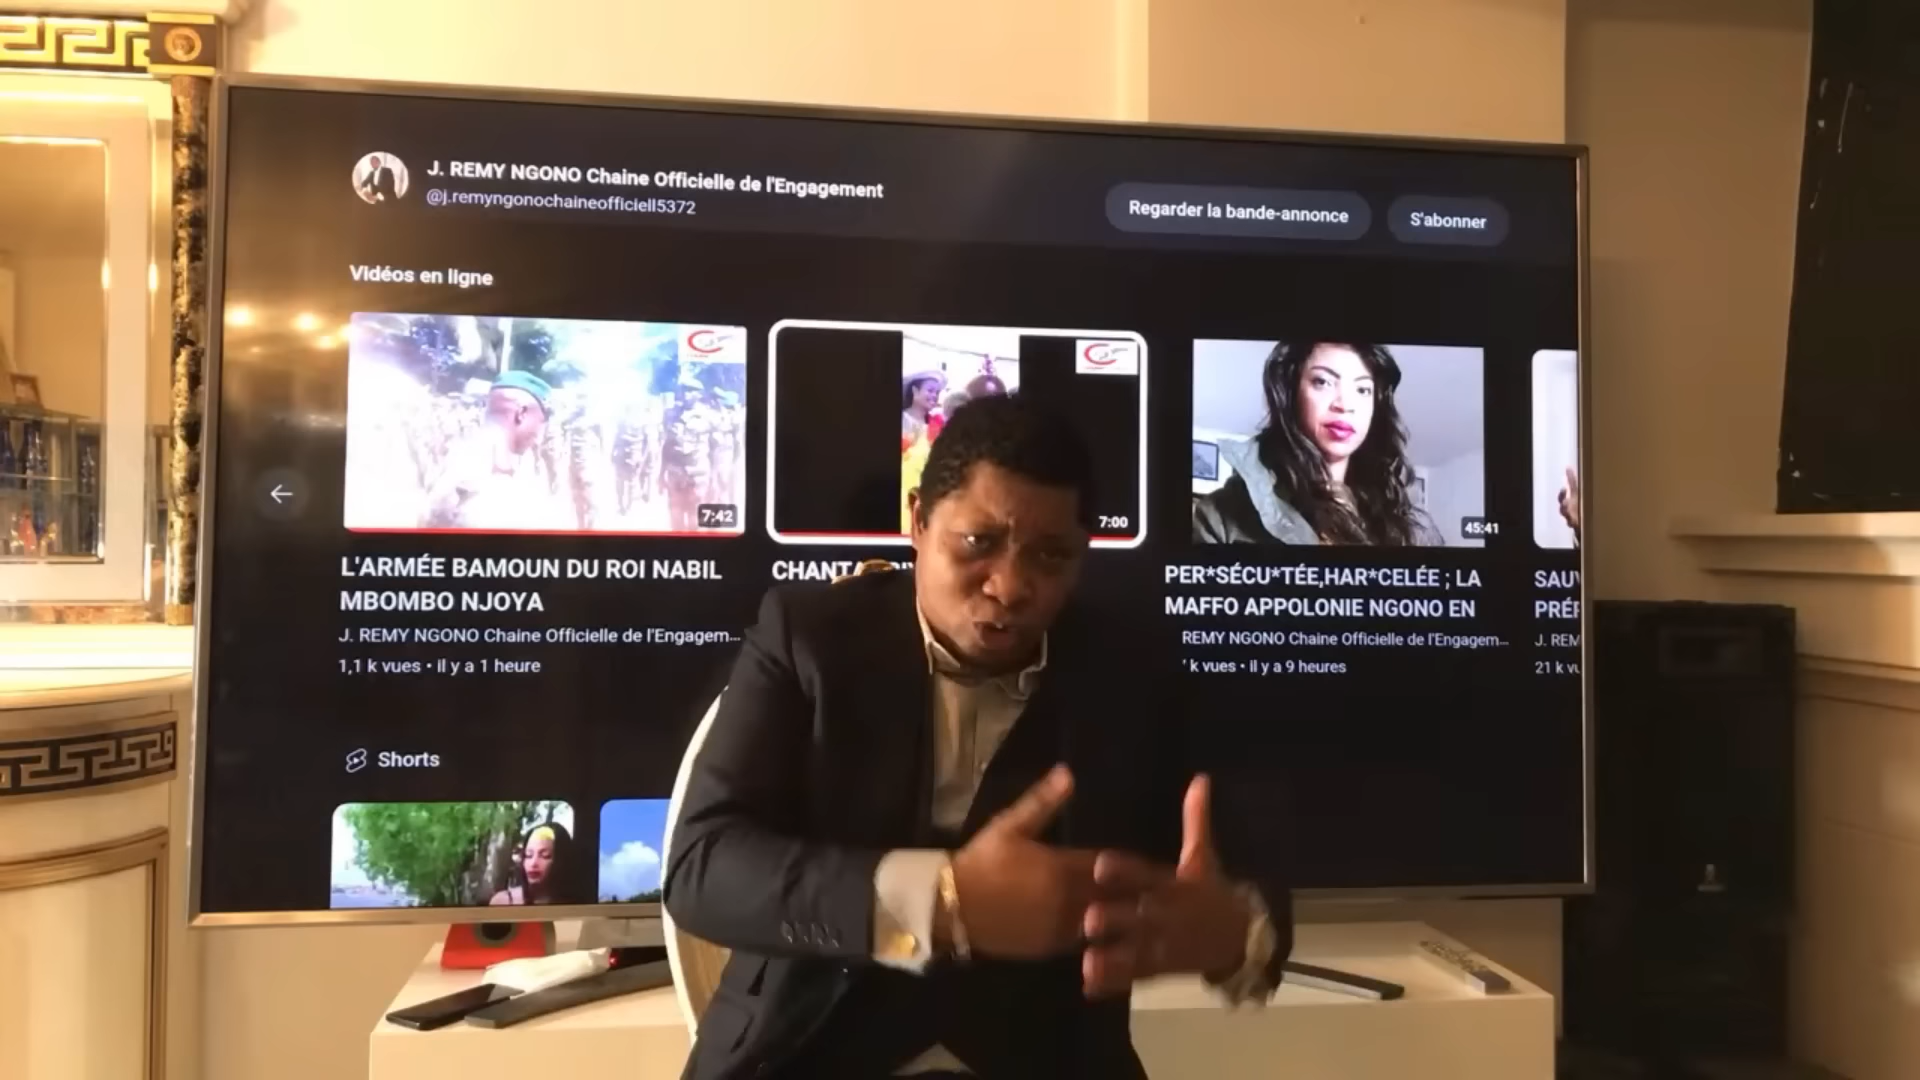 J. REMY NGONO Chaine Officielle de l'Engagement
@j.remyngonochaineofficiell5372
Regarder la bande-annonce
S'abonner
Vidéos en ligne
7:42
7:00
45:41
L'ARMÉE BAMOUN DU ROI NABIL
MBOMBO NJOYA
J. REMY NGONO Chaine Officielle de l'Engagem...
1,1 k vues • il y a 1 heure
PER*SÉCU*TÉE,HAR*CELÉE ; LA
MAFFO APPOLONIE NGONO EN
REMY NGONO Chaine Officielle de l'Engagem...
k vues • il y a 9 heures
J. REM
21 k vu
Shorts